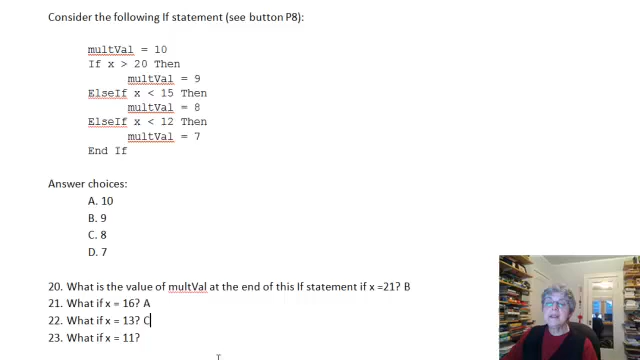 Consider the following If statement (see button P8):
multVal = 10
If x > 20 Then
multVal = 9
ElseIf x < 15 Then
multVal = 8
ElseIf x < 12 Then
multVal = 7
End If
Answer choices:
A. 10
B. 9
C. 8
D. 7
20. What is the value of multVal at the end of this If statement if x =21? B
21. What if x = 16? A
22. What if x = 13? C
23. What if x = 11?